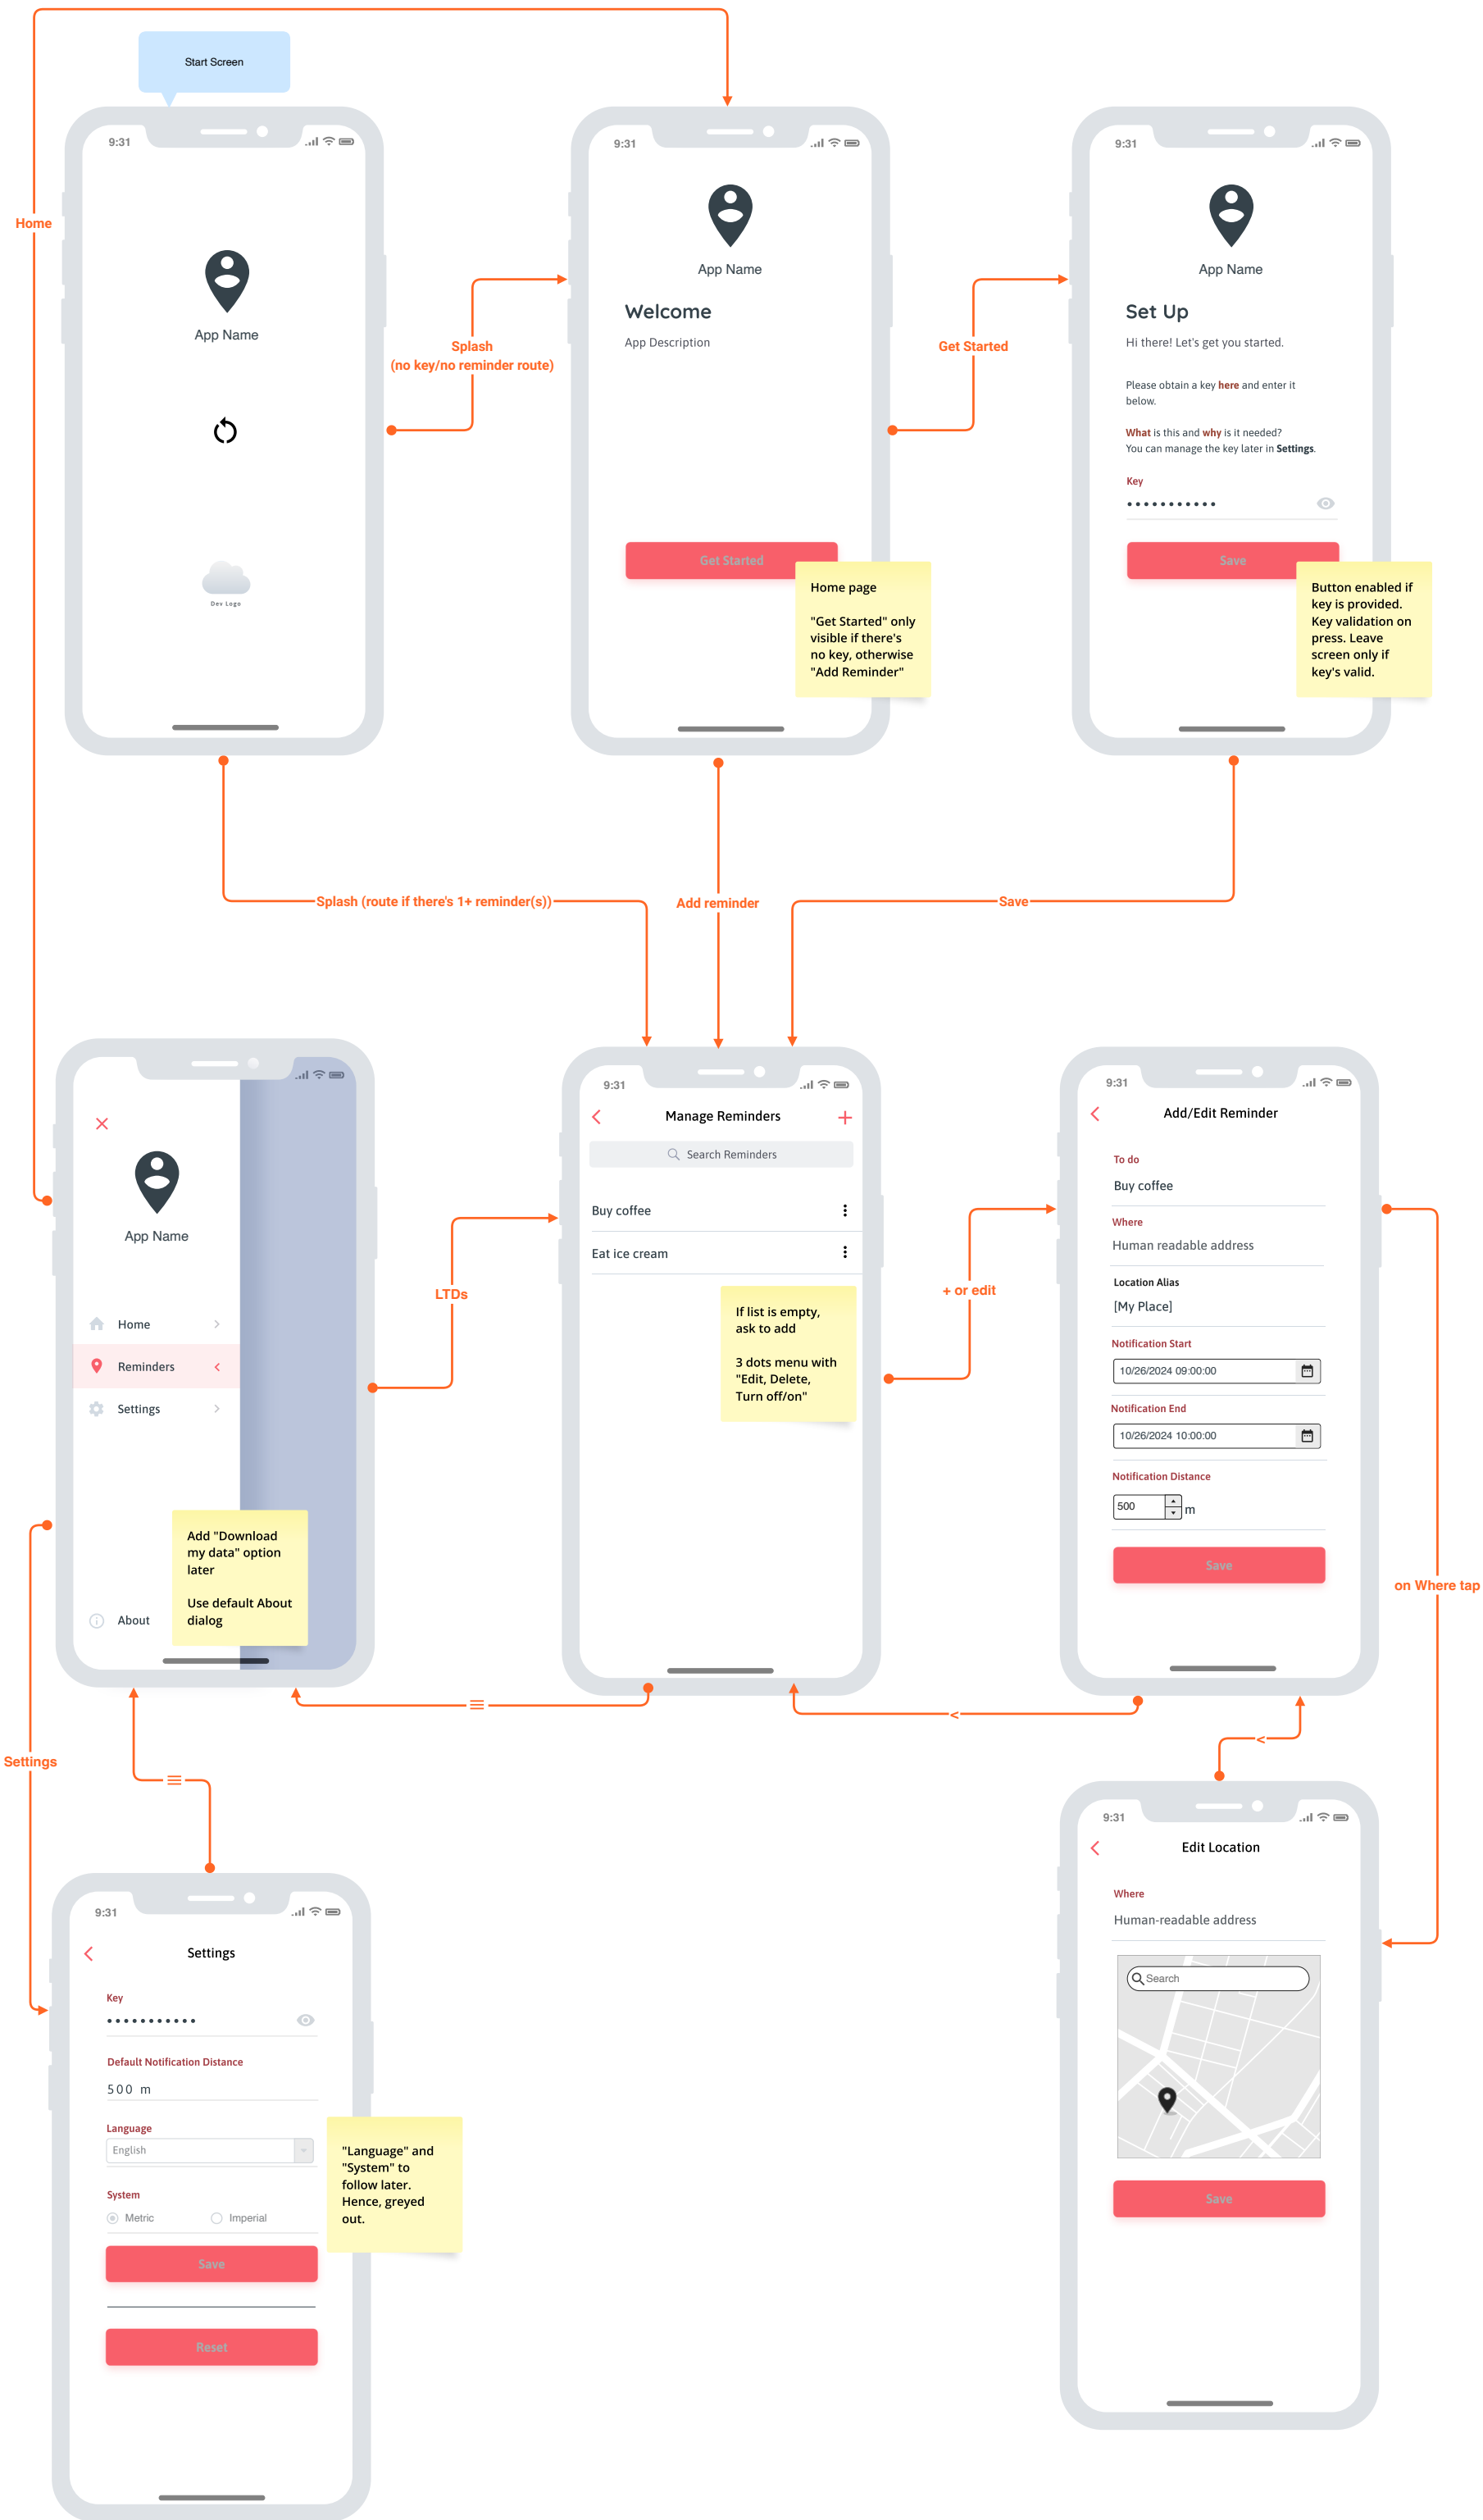 Start Screen
9:31
App Name
Dev Logo
Home
Splash
(no key/no reminder route)
9:31
App Name
Welcome
App Description
Get Started
Home page
"Get Started" only
visible if there's
no key, otherwise
"Add Reminder"
Get Started
9:31
App Name
Set Up
Hi there! Let's get you started.
Please obtain a key here and enter it
below.
What is this and why is it needed?
You can manage the key later in Settings.
Key
Save
Button enabled if
key is provided.
Key validation on
press. Leave
screen only if
key's valid.
Splash (route if there's 1+ reminder(s))
Add reminder
Save
App Name
Home
Reminders
Settings
About
Add "Download
my data" option
later
Use default About
dialog
LTDs
9:31
Manage Reminders
Search Reminders
Buy coffee
Eat ice cream
If list is empty,
ask to add
3 dots menu with
"Edit, Delete,
Turn off/on"
+ or edit
9:31
Add/Edit Reminder
To do
Buy coffee
Where
Human readable address
Location Alias
[My Place]
Notification Start
10/26/2024 09:00:00
Notification End
10/26/2024 10:00:00
Notification Distance
500 m
Save
on Where tap
<
<
Settings
9:31
Settings
Key
Default Notification Distance
500 m
Language
English
System
Metric Imperial
Save
Reset
"Language" and
"System" to
follow later.
Hence, greyed
out.
9:31
Edit Location
Where
Human-readable address
Search
Save